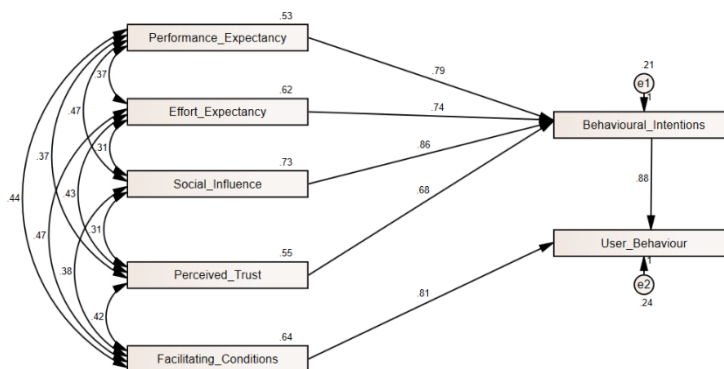 .53
Performance_Expectancy
.21
e1
1
.79
.37
.62
Effort_Expectancy
.74
Behavioural_Intentions
.47
.31
.73
.86
.37
Social_Influence
.43
.68
.88
.44
.47
.31
.55
User_Behaviour
.38
Perceived_Trust
1
e2
.24
.81
.42
.64
Facilitating_Conditions